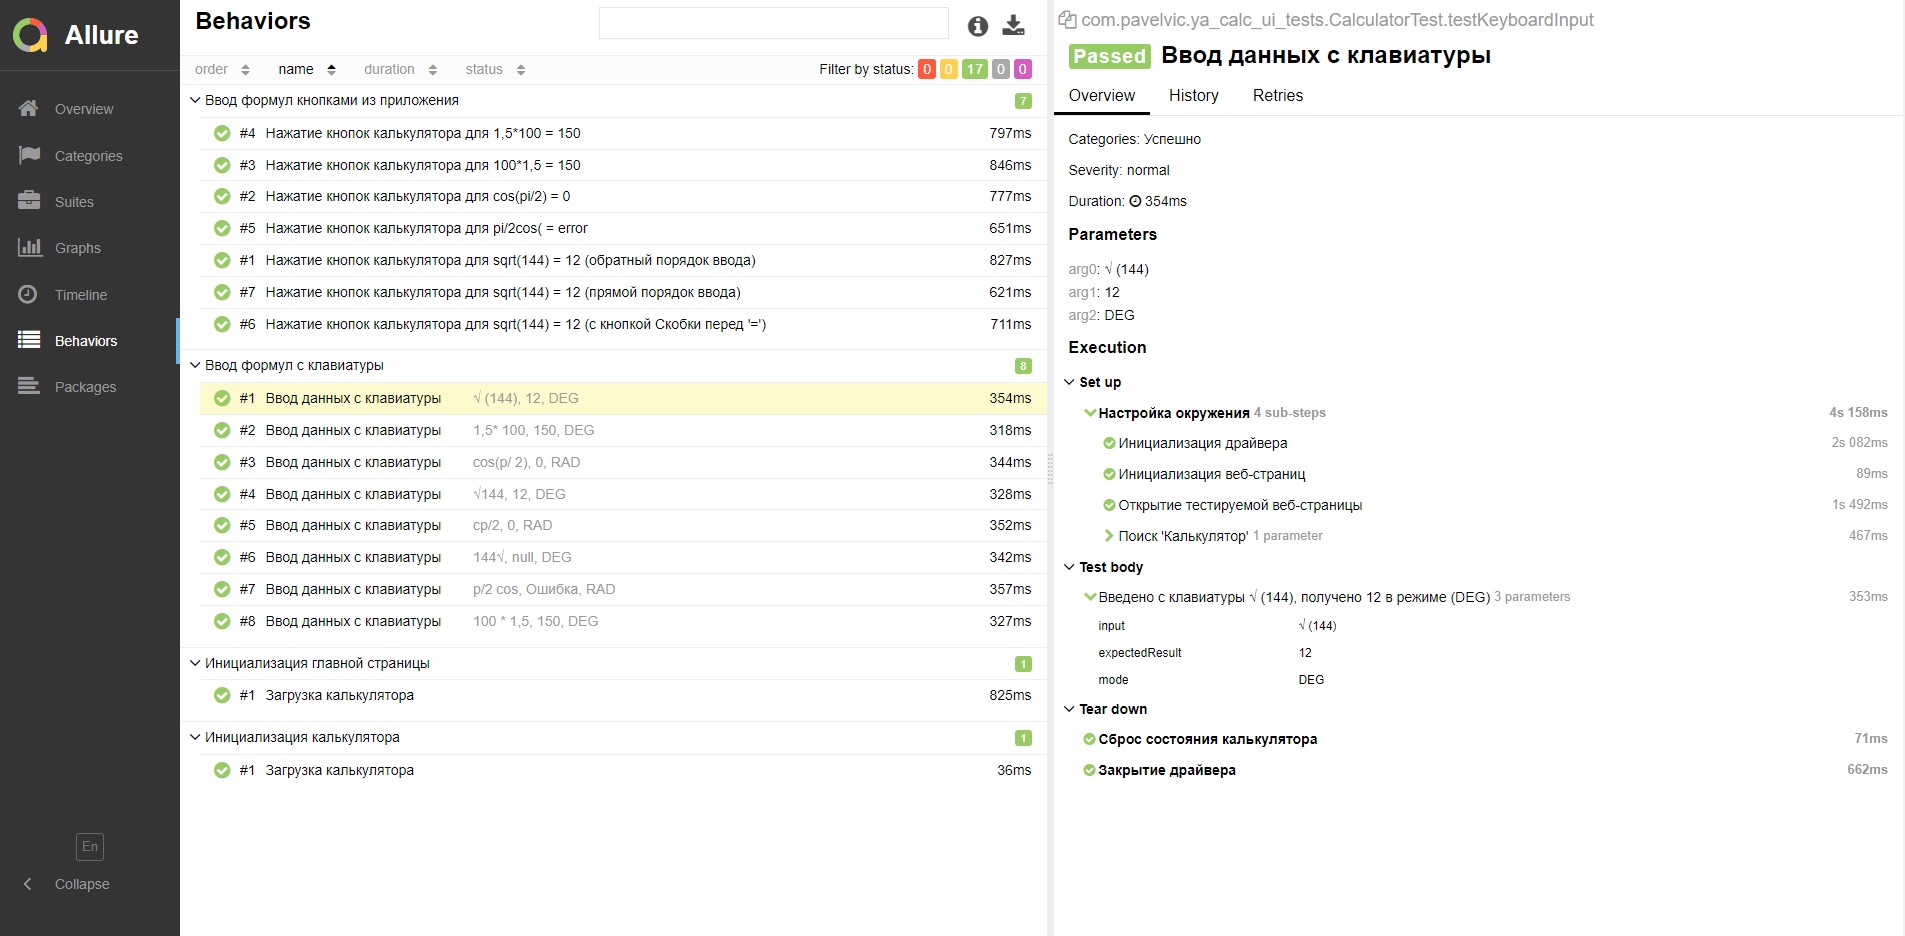 Allure
Overview
Categories
Suites
Graphs
Timeline
Behaviors
Packages
En
Collapse
Behaviors
order name duration status Filter by status: 0 0 17 0 0
Ввод формул кнопками из приложения 7
#4 Нажатие кнопок калькулятора для 1,5*100 = 150 797ms
#3 Нажатие кнопок калькулятора для 100*1,5 = 150 846ms
#2 Нажатие кнопок калькулятора для cos(pi/2) = 0 777ms
#5 Нажатие кнопок калькулятора для pi/2cos( = error 651ms
#1 Нажатие кнопок калькулятора для sqrt(144) = 12 (обратный порядок ввода) 827ms
#7 Нажатие кнопок калькулятора для sqrt(144) = 12 (прямой порядок ввода) 621ms
#6 Нажатие кнопок калькулятора для sqrt(144) = 12 (с кнопкой Скобки перед '=') 711ms
Ввод формул с клавиатуры 8
#1 Ввод данных с клавиатуры √ (144), 12, DEG 354ms
#2 Ввод данных с клавиатуры 1,5* 100, 150, DEG 318ms
#3 Ввод данных с клавиатуры cos(p/ 2), 0, RAD 344ms
#4 Ввод данных с клавиатуры √144, 12, DEG 328ms
#5 Ввод данных с клавиатуры cp/2, 0, RAD 352ms
#6 Ввод данных с клавиатуры 144√, null, DEG 342ms
#7 Ввод данных с клавиатуры p/2 cos, Ошибка, RAD 357ms
#8 Ввод данных с клавиатуры 100 * 1,5, 150, DEG 327ms
Инициализация главной страницы 1
#1 Загрузка калькулятора 825ms
Инициализация калькулятора 1
#1 Загрузка калькулятора 36ms
com.pavelvic.ya_calc_ui_tests.CalculatorTest.testKeyboardInput
Passed Ввод данных с клавиатуры
Overview History Retries
Categories: Успешно
Severity: normal
Duration: 354ms
Parameters
arg0: √ (144)
arg1: 12
arg2: DEG
Execution
Set up
Настройка окружения 4 sub-steps 4s 158ms
Инициализация драйвера 2s 082ms
Инициализация веб-страниц 89ms
Открытие тестируемой веб-страницы 1s 492ms
Поиск 'Калькулятор' 1 parameter 467ms
Test body
Введено с клавиатуры √ (144), получено 12 в режиме (DEG) 3 parameters 353ms
input √ (144)
expectedResult 12
mode DEG
Tear down
Сброс состояния калькулятора 71ms
Закрытие драйвера 662ms